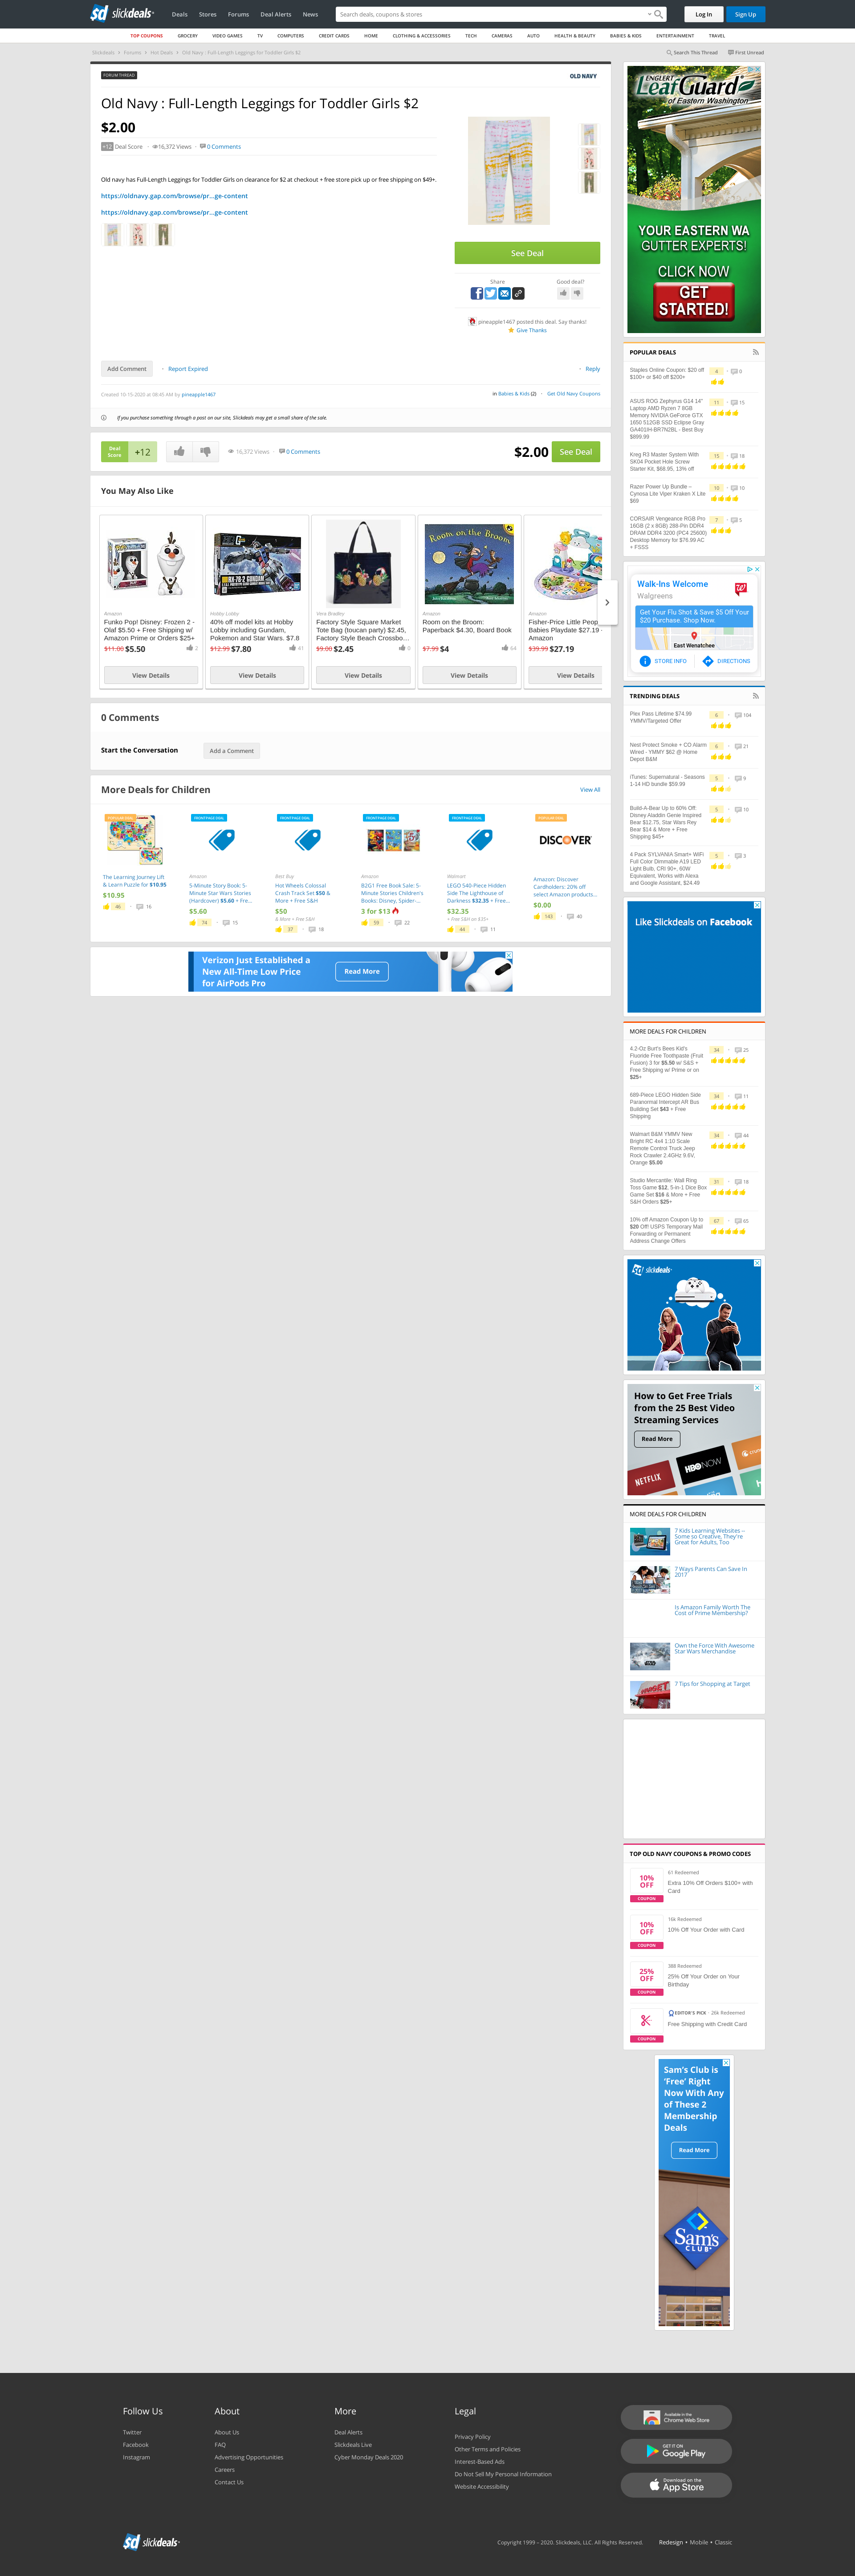 slickdeals
Deals Stores Forums Deal Alerts News
Search deals, coupons & stores
Log In
Sign Up
TOP COUPONS GROCERY VIDEO GAMES TV COMPUTERS CREDIT CARDS HOME CLOTHING & ACCESSORIES TECH CAMERAS AUTO HEALTH & BEAUTY BABIES & KIDS ENTERTAINMENT TRAVEL
Slickdeals Forums Hot Deals Old Navy : Full-Length Leggings for Toddler Girls $2
Search This Thread First Unread
FORUM THREAD
OLD NAVY
Old Navy : Full-Length Leggings for Toddler Girls $2
$2.00
+12 Deal Score 16,372 Views 0 Comments
Old navy has Full-Length Leggings for Toddler Girls on clearance for $2 at checkout + free store pick up or free shipping on $49+.
https://oldnavy.gap.com/browse/pr...ge-content
https://oldnavy.gap.com/browse/pr...ge-content
See Deal
Share
Good deal?
pineapple1467 posted this deal. Say thanks!
Give Thanks
Add Comment
Report Expired
Reply
Created 10-15-2020 at 08:45 AM by pineapple1467
in Babies & Kids (2)
Get Old Navy Coupons
If you purchase something through a post on our site, Slickdeals may get a small share of the sale.
Deal
Score
+12
16,372 Views
0 Comments
$2.00
See Deal
You May Also Like
Amazon
Funko Pop! Disney: Frozen 2 -
Olaf $5.50 + Free Shipping w/
Amazon Prime or Orders $25+
$11.00 $5.50
2
View Details
Hobby Lobby
40% off model kits at Hobby
Lobby including Gundam,
Pokemon and Star Wars. $7.8
$12.99 $7.80
41
View Details
Vera Bradley
Factory Style Square Market
Tote Bag (toucan party) $2.45,
Factory Style Beach Crossbo...
$9.00 $2.45
0
View Details
Room on the Broom
Amazon
Room on the Broom:
Paperback $4.30, Board Book
$7.99 $4
64
View Details
Amazon
Fisher-Price Little Peop
Babies Playdate $27.19
Amazon
$39.99 $27.19
View Details
0 Comments
Start the Conversation
Add a Comment
More Deals for Children
View All
POPULAR DEAL
The Learning Journey Lift
& Learn Puzzle for $10.95
$10.95
46 16
FRONTPAGE DEAL
Amazon
5-Minute Story Book: 5-
Minute Star Wars Stories
(Hardcover) $5.60 + Fre...
$5.60
74 15
FRONTPAGE DEAL
Best Buy
Hot Wheels Colossal
Crash Track Set $50 &
More + Free S&H
$50
& More + Free S&H
37 18
FRONTPAGE DEAL
Amazon
B2G1 Free Book Sale: 5-
Minute Stories Children's
Books: Disney, Spider-...
3 for $13
59 22
FRONTPAGE DEAL
Walmart
LEGO 540-Piece Hidden
Side The Lighthouse of
Darkness $32.35 + Free...
$32.35
+ Free S&H on $35+
44 11
POPULAR DEAL
DISCOVER
Amazon: Discover
Cardholders: 20% off
select Amazon products...
$0.00
143 40
Verizon Just Established a
New All-Time Low Price
for AirPods Pro
Read More
ENGLERT
LeafGuard
of Eastern Washington
YOUR EASTERN WA
GUTTER EXPERTS!
CLICK NOW
GET
STARTED!
POPULAR DEALS
Staples Online Coupon: $20 off
$100+ or $40 off $200+
4 0
ASUS ROG Zephyrus G14 14"
Laptop AMD Ryzen 7 8GB
Memory NVIDIA GeForce GTX
1650 512GB SSD Eclipse Gray
GA401IH-BR7N2BL - Best Buy
$899.99
11 15
Kreg R3 Master System With
SK04 Pocket Hole Screw
Starter Kit, $68.95, 13% off
15 18
Razer Power Up Bundle –
Cynosa Lite Viper Kraken X Lite
$69
10 10
CORSAIR Vengeance RGB Pro
16GB (2 x 8GB) 288-Pin DDR4
DRAM DDR4 3200 (PC4 25600)
Desktop Memory for $76.99 AC
+ FSSS
7 5
Walk-Ins Welcome
Walgreens
Get Your Flu Shot & Save $5 Off Your
$20 Purchase. Shop Now.
East Wenatchee
STORE INFO
DIRECTIONS
TRENDING DEALS
Plex Pass Lifetime $74.99
YMMV/Targeted Offer
6 104
Nest Protect Smoke + CO Alarm
Wired - YMMV $62 @ Home
Depot B&M
6 21
iTunes: Supernatural - Seasons
1-14 HD bundle $59.99
5 9
Build-A-Bear Up to 60% Off:
Disney Aladdin Genie Inspired
Bear $12.75, Star Wars Rey
Bear $14 & More + Free
Shipping $45+
5 10
4 Pack SYLVANIA Smart+ WiFi
Full Color Dimmable A19 LED
Light Bulb, CRI 90+, 60W
Equivalent, Works with Alexa
and Google Assistant, $24.49
5 3
Like Slickdeals on Facebook
MORE DEALS FOR CHILDREN
4.2-Oz Burt's Bees Kid's
Fluoride Free Toothpaste (Fruit
Fusion) 3 for $5.50 w/ S&S +
Free Shipping w/ Prime or on
$25+
34 25
689-Piece LEGO Hidden Side
Paranormal Intercept AR Bus
Building Set $43 + Free
Shipping
34 11
Walmart B&M YMMV New
Bright RC 4x4 1:10 Scale
Remote Control Truck Jeep
Rock Crawler 2.4GHz 9.6V,
Orange $5.00
34 44
Studio Mercantile: Wall Ring
Toss Game $12, 5-in-1 Dice Box
Game Set $16 & More + Free
S&H Orders $25+
31 18
10% off Amazon Coupon Up to
$20 Off! USPS Temporary Mail
Forwarding or Permanent
Address Change Offers
67 65
slickdeals
How to Get Free Trials
from the 25 Best Video
Streaming Services
Read More
NETFLIX
HBO NOW
MORE DEALS FOR CHILDREN
7 Kids Learning Websites --
Some so Creative, They're
Great for Adults, Too
7 Ways Parents Can Save In
2017
Is Amazon Family Worth The
Cost of Prime Membership?
Own the Force With Awesome
Star Wars Merchandise
7 Tips for Shopping at Target
TOP OLD NAVY COUPONS & PROMO CODES
10%
OFF
COUPON
61 Redeemed
Extra 10% Off Orders $100+ with
Card
10%
OFF
COUPON
16k Redeemed
10% Off Your Order with Card
25%
OFF
COUPON
388 Redeemed
25% Off Your Order on Your
Birthday
COUPON
EDITOR'S PICK 26k Redeemed
Free Shipping with Credit Card
Sam's Club is
'Free' Right
Now With Any
of These 2
Membership
Deals
Read More
Sam's
CLUB
Follow Us
Twitter
Facebook
Instagram
About
About Us
FAQ
Advertising Opportunities
Careers
Contact Us
More
Deal Alerts
Slickdeals Live
Cyber Monday Deals 2020
Legal
Privacy Policy
Other Terms and Policies
Interest-Based Ads
Do Not Sell My Personal Information
Website Accessibility
Available in the
Chrome Web Store
GET IT ON
Google Play
Download on the
App Store
slickdeals
Copyright 1999 – 2020. Slickdeals, LLC. All Rights Reserved.
Redesign • Mobile • Classic